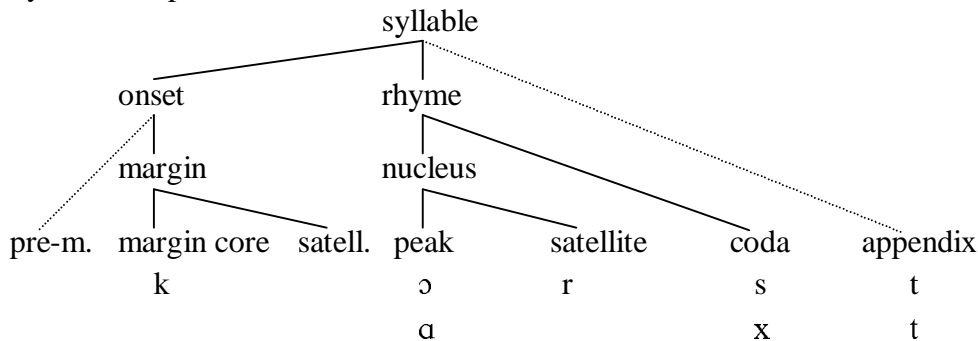 syllable
onset rhyme
margin nucleus
pre-m. margin core satell. peak satellite coda appendix
k ɔ r s t
ɑ x t